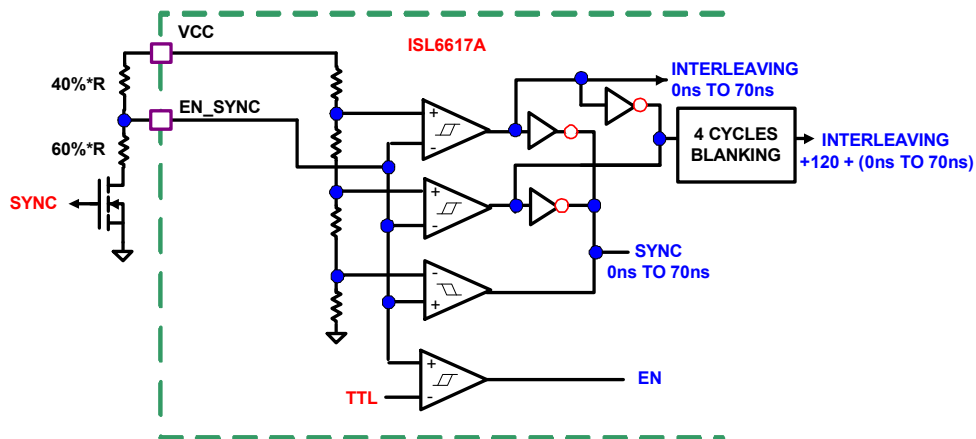 VCC
ISL6617A
40%*R
EN_SYNC
60%*R
SYNC
+
-
+
-
-
+
+
-
TTL
INTERLEAVING
0ns TO 70ns
4 CYCLES
BLANKING
INTERLEAVING
+120 + (0ns TO 70ns)
SYNC
0ns TO 70ns
EN